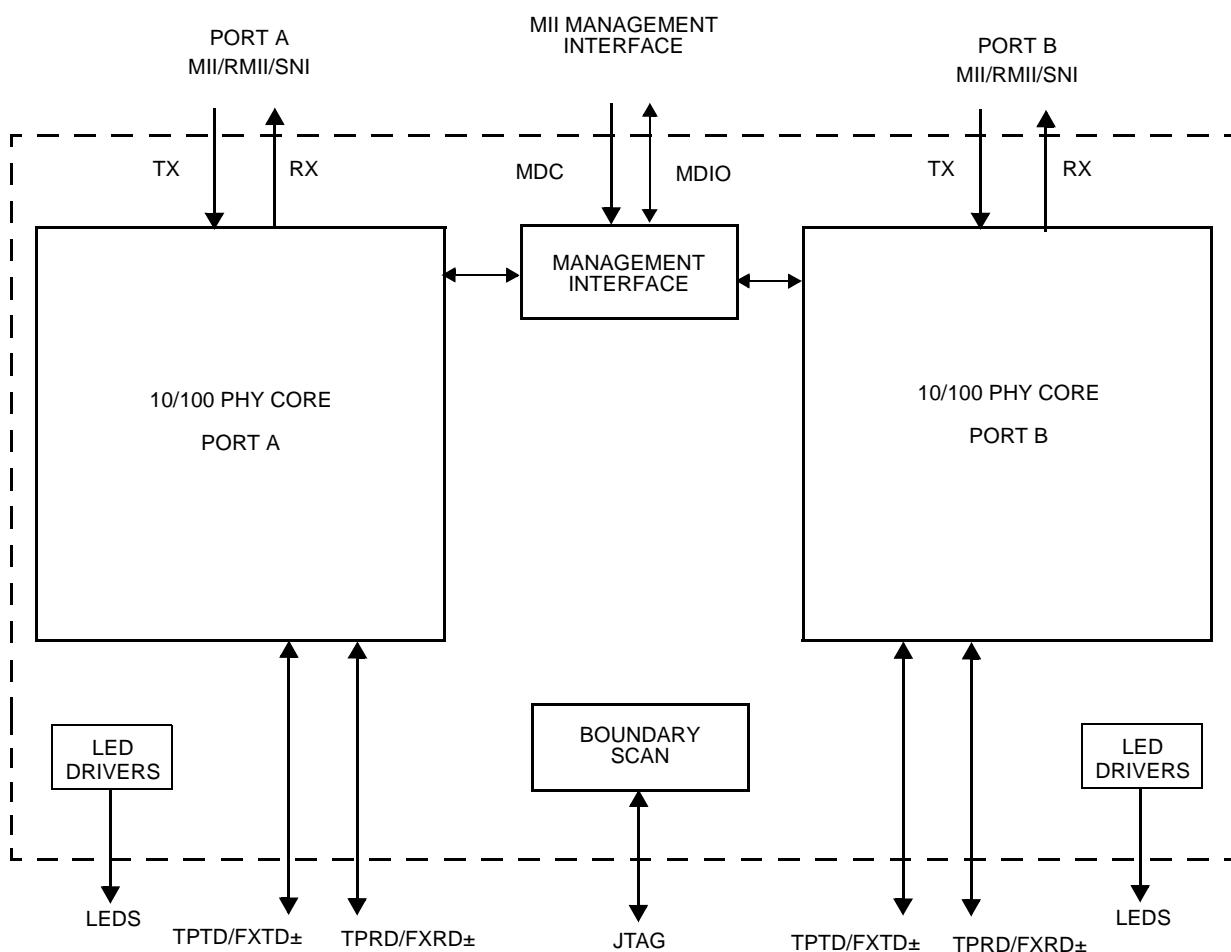 PORT A
MII/RMII/SNI
MII MANAGEMENT
INTERFACE
PORT B
MII/RMII/SNI
TX
RX
MDC
MDIO
TX
RX
MANAGEMENT
INTERFACE
10/100 PHY CORE
PORT A
10/100 PHY CORE
PORT B
LED
DRIVERS
BOUNDARY
SCAN
LED
DRIVERS
LEDS
TPTD/FXTD±
TPRD/FXRD±
JTAG
TPTD/FXTD±
TPRD/FXRD±
LEDS